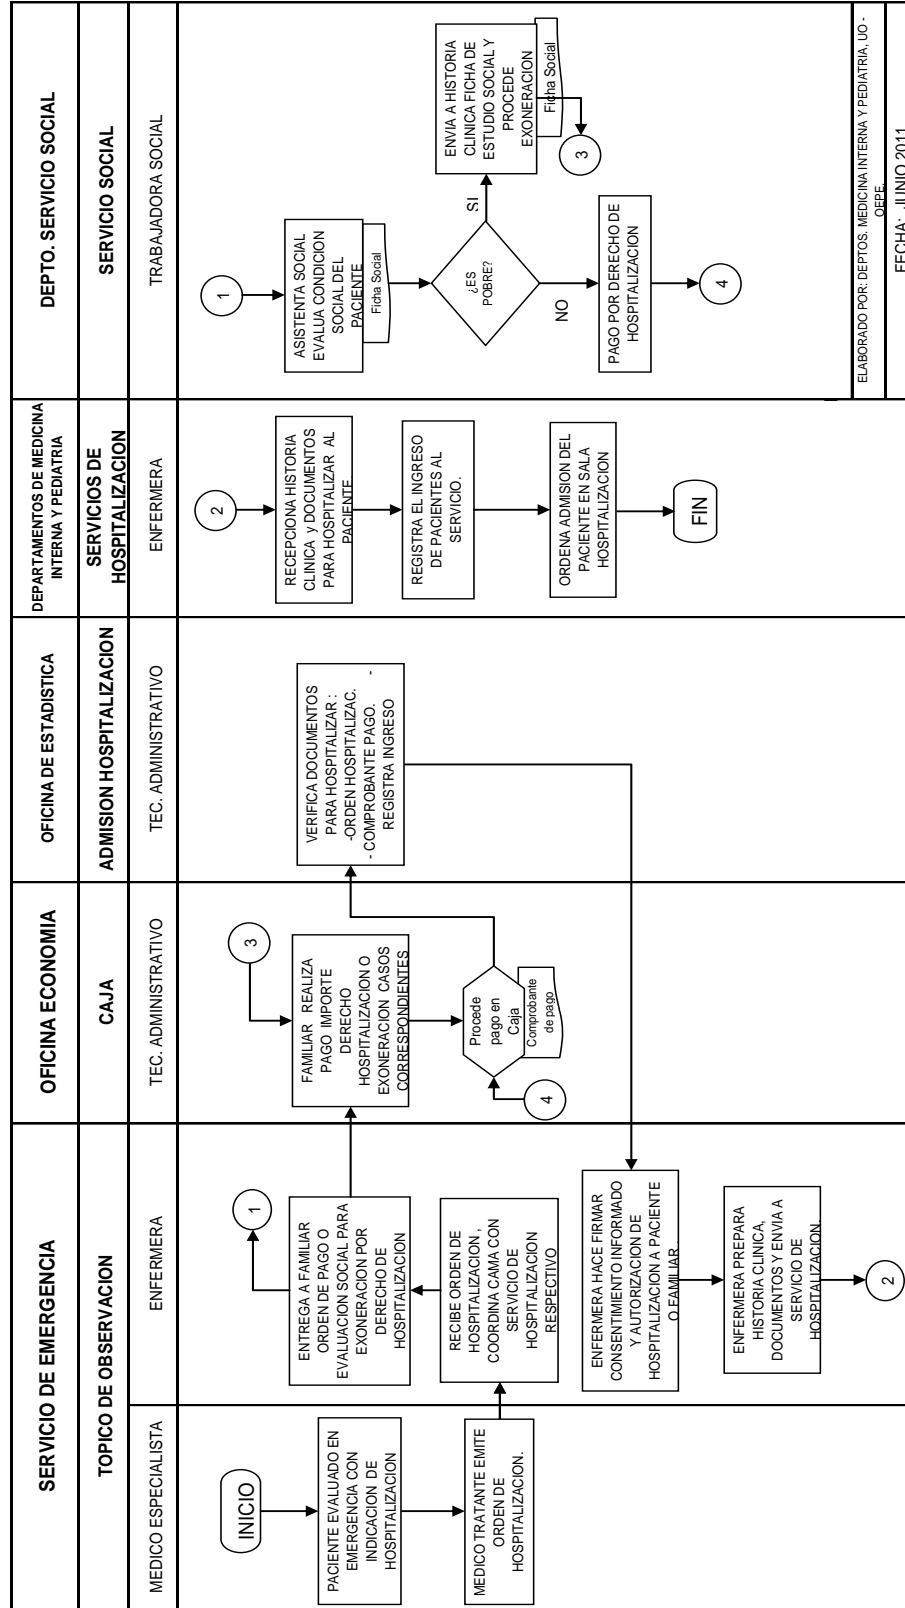 SERVICIO DE EMERGENCIA
OFICINA ECONOMIA
OFICINA DE ESTADISTICA
DEPARTAMENTOS DE MEDICINA
INTERNA Y PEDIATRIA
DEPTO. SERVICIO SOCIAL
TOPICO DE OBSERVACION
CAJA
ADMISION HOSPITALIZACION
SERVICIOS DE
HOSPITALIZACION
SERVICIO SOCIAL
MEDICO ESPECIALISTA
ENFERMERA
TEC. ADMINISTRATIVO
TEC. ADMINISTRATIVO
ENFERMERA
TRABAJADORA SOCIAL
INICIO
PACIENTE EVALUADO EN
EMERGENCIA CON
INDICACION DE
HOSPITALIZACION
MEDICO TRATANTE EMITE
ORDEN DE
HOSPITALIZACION.
1
ENTREGA A FAMILIAR
ORDEN DE PAGO O
EVALUACION SOCIAL PARA
EXONERACION POR
DERECHO DE
HOSPITALIZACION
RECIBE ORDEN DE
HOSPITALIZACION ,
COORDINA CAMA CON
SERVICIO DE
HOSPITALIZACION
RESPECTIVO
ENFERMERA HACE FIRMAR
CONSENTIMIENTO INFORMADO
Y AUTORIZACION DE
HOSPITALIZACION A PACIENTE
O FAMILIAR .
ENFERMERA PREPARA
HISTORIA CLINICA,
DOCUMENTOS Y ENVIA A
SERVICIO DE
HOSPITALIZACION.
2
3
FAMILIAR REALIZA
PAGO IMPORTE
DERECHO
HOSPITALIZACION O
EXONERACION CASOS
CORRESPONDIENTES
Procede
pago en
Caja
Comprobante
de pago
4
VERIFICA DOCUMENTOS
PARA HOSPITALIZAR :
-ORDEN HOSPITALIZAC.
- COMPROBANTE PAGO. -
REGISTRA INGRESO
2
RECEPCIONA HISTORIA
CLINICA y DOCUMENTOS
PARA HOSPITALIZAR AL
PACIENTE
REGISTRA EL INGRESO
DE PACIENTES AL
SERVICIO.
ORDENA ADMISION DEL
PACIENTE EN SALA
HOSPITALIZACION
FIN
1
ASISTENTA SOCIAL
EVALUA CONDICION
SOCIAL DEL
PACIENTE
Ficha Social
¿ES
POBRE?
SI
NO
ENVIA A HISTORIA
CLINICA FICHA DE
ESTUDIO SOCIAL Y
PROCEDE
EXONERACION
Ficha Social
3
PAGO POR DERECHO DE
HOSPITALIZACION
4
ELABORADO POR: DEPTOS. MEDICINA INTERNA Y PEDIATRIA, UO -
OEPE.
FECHA: JUNIO 2011